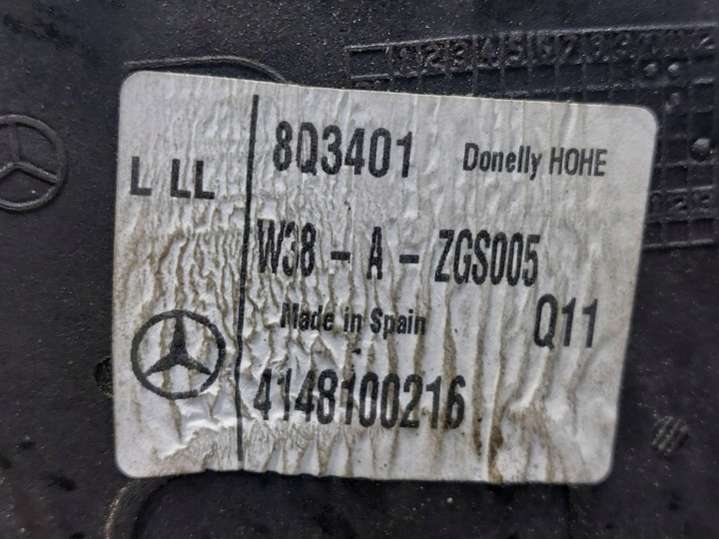 8Q3401 Donelly HOHE
L LL
W38 - A - ZGS005
Made in Spain Q11
4148100216